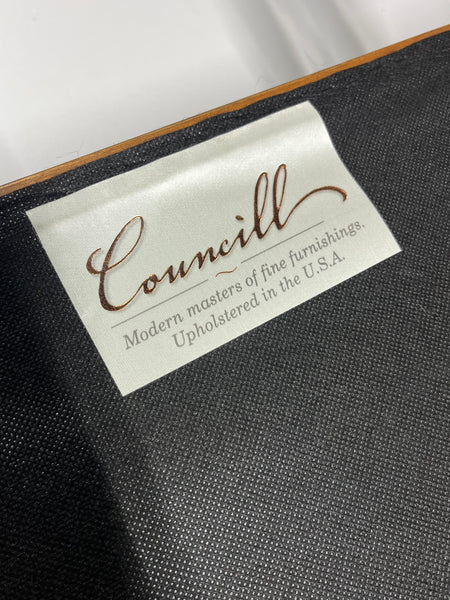 Councill
Modern masters of fine furnishings.
Upholstered in the U.S.A.